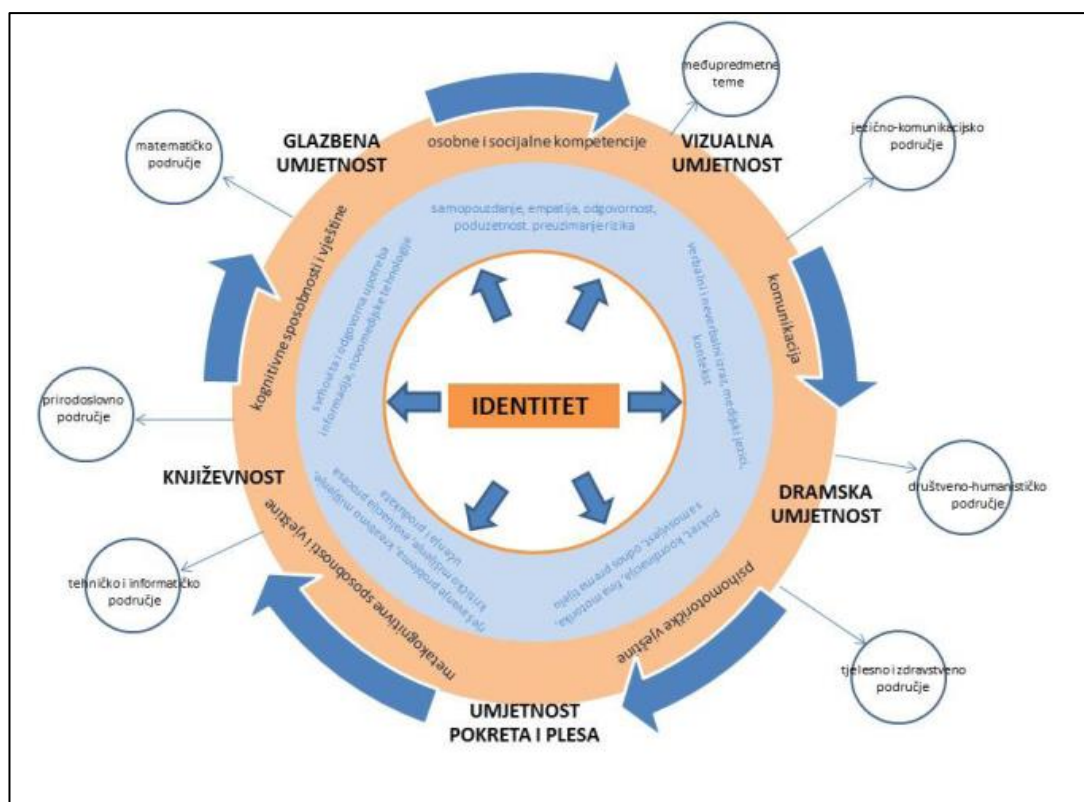 međupredmetne
teme
jezično-komunikacijsko
područje
matematičko
područje
GLAZBENA
UMJETNOST
osobne i socijalne kompetencije
VIZUALNA
UMJETNOST
samopouzdanje, empatija, odgovornost,
poduzetnost, preuzimanje rizika
kognitivne sposobnosti i vještine
svrhovita i odgovorna upotreba
informacija, novomedijske tehnologije
verbalni i neverbalni izraz, medijski jezici,
kontekst
komunikacija
prirodoslovno
područje
IDENTITET
KNJIŽEVNOST
DRAMSKA
UMJETNOST
društveno-humanističko
područje
tehničko i informatičko
područje
metakognitivne sposobnosti i vještine
rješavanje problema, kreativno mišljenje,
kritičko mišljenje, evaluacija procesa
učenja i produkata
pokret, koordinacija, fina motorika,
samosvijest, odnos prema tijelu
psihomotoričke vještine
tjelesno i zdravstveno
područje
UMJETNOST
POKRETA I PLESA